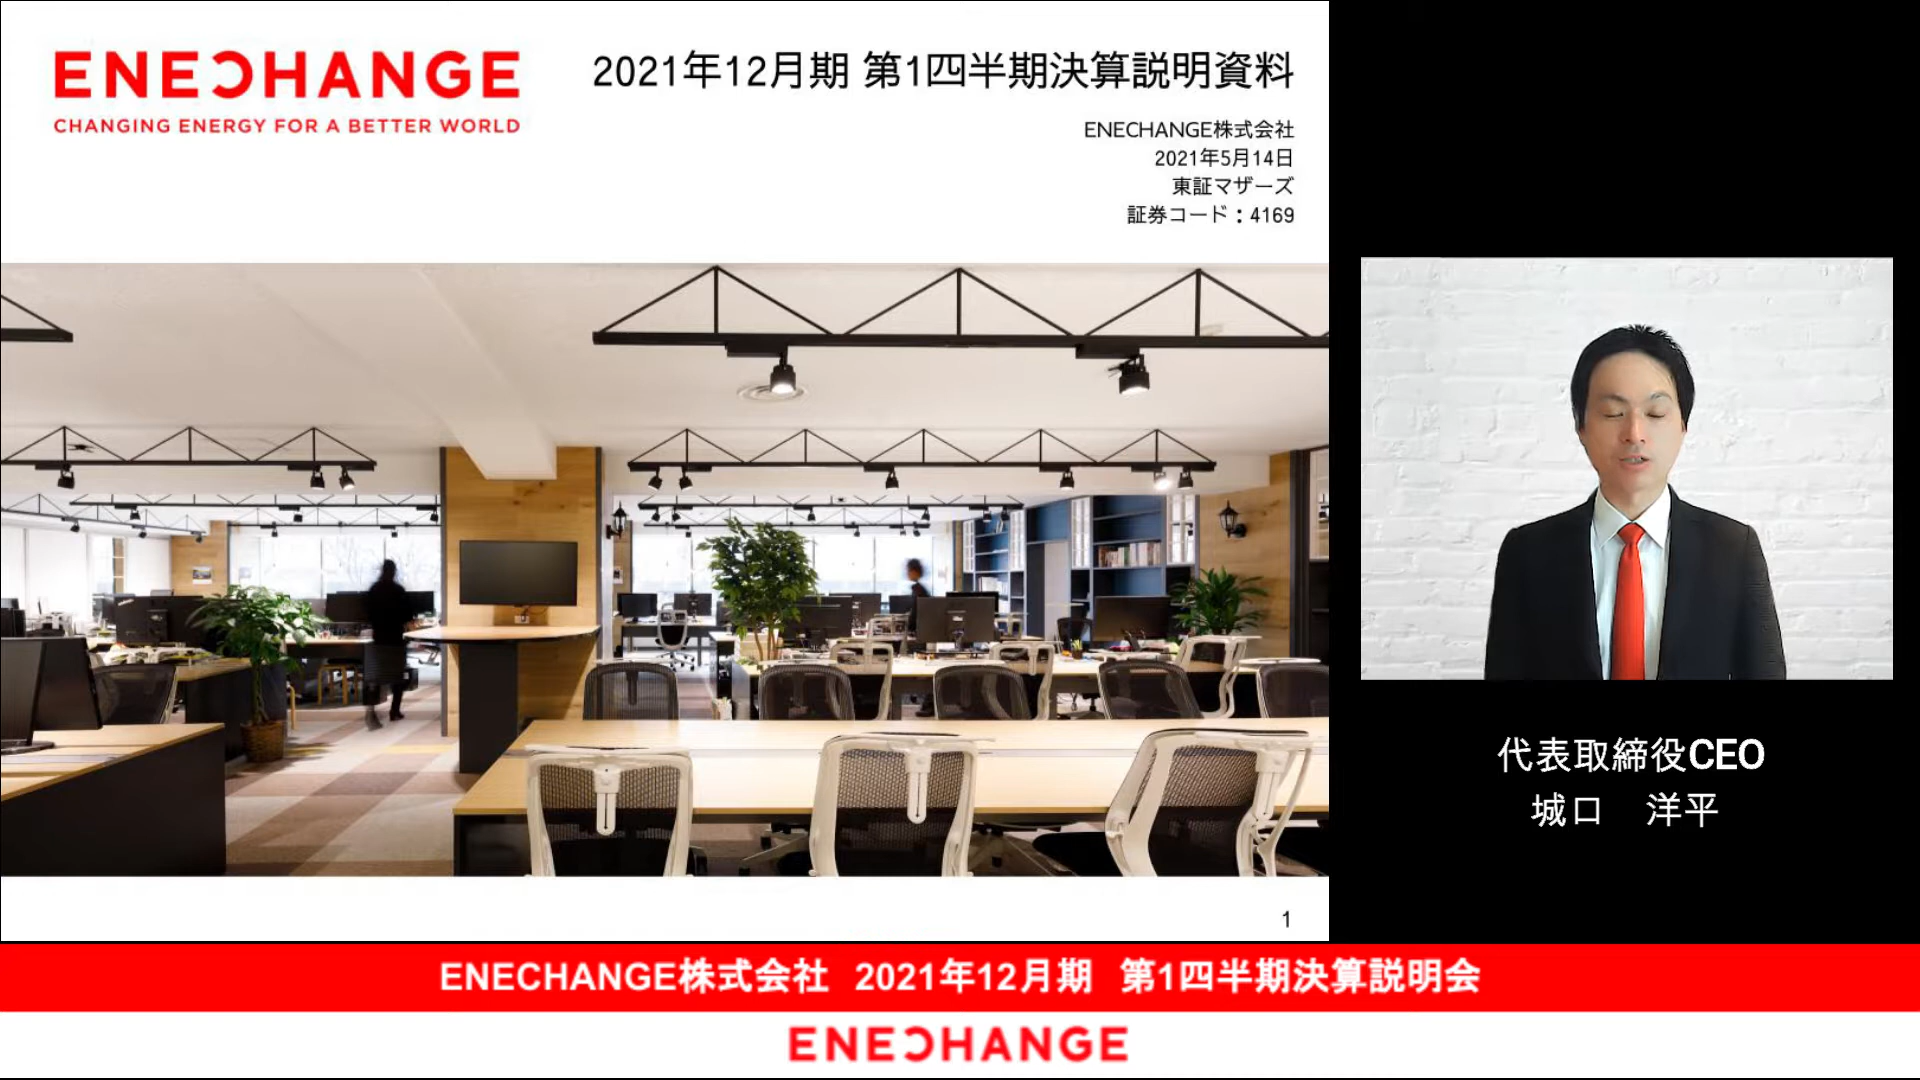 ENECHANGE
CHANGING ENERGY FOR A BETTER WORLD
2021年12月期 第1四半期決算説明資料
ENECHANGE株式会社
2021年5月14日
東証マザーズ
証券コード：4169
1
代表取締役CEO
城口　洋平
ENECHANGE株式会社　2021年12月期　第1四半期決算説明会
ENECHANGE